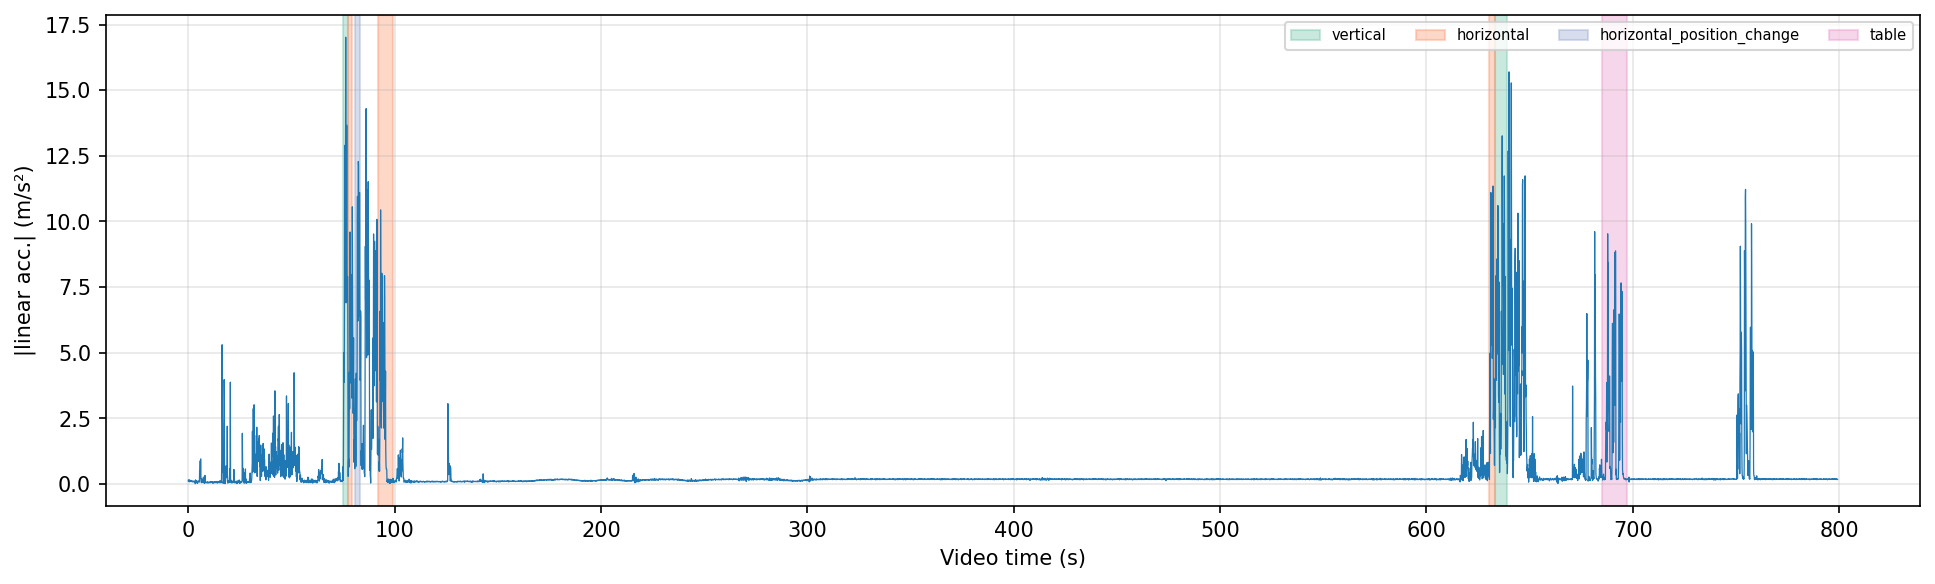 vertical horizontal horizontal_position_change table
17.5
15.0
12.5
10.0
7.5
5.0
2.5
0.0
|linear acc.| (m/s²)
0 100 200 300 400 500 600 700 800
Video time (s)